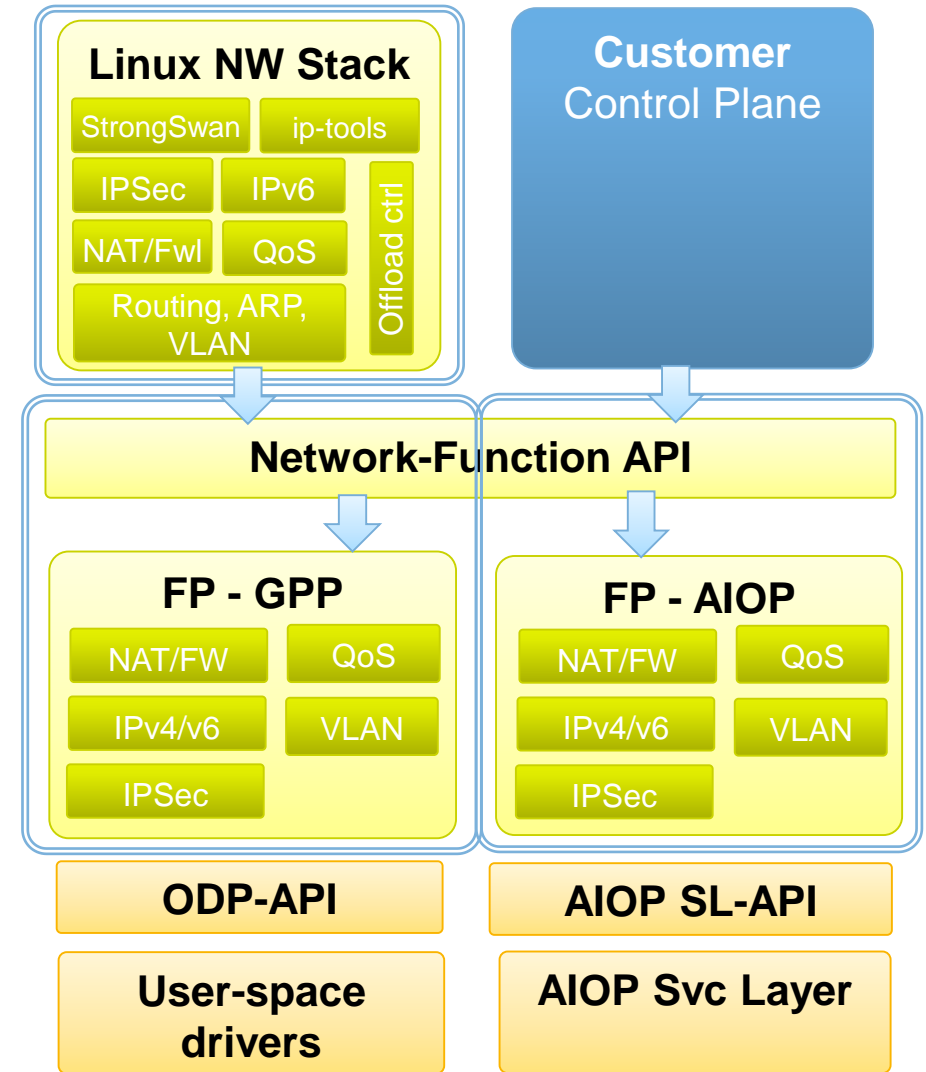 Linux NW Stack
StrongSwan
ip-tools
IPSec
IPv6
NAT/Fwl
QoS
Routing, ARP,
VLAN
Offload ctrl
Customer
Control Plane
Network-Function API
FP - GPP
NAT/FW
QoS
IPv4/v6
VLAN
IPSec
FP - AIOP
NAT/FW
QoS
IPv4/v6
VLAN
IPSec
ODP-API
AIOP SL-API
User-space
drivers
AIOP Svc Layer